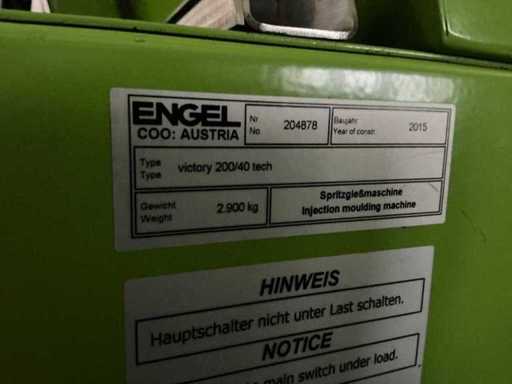 ENGEL
COO: AUSTRIA
Nr
No.
204878
Baujahr
Year of constr.
2015
Type
Type
victory 200/40 tech
Gewicht
Weight
2.900 kg
Spritzgießmaschine
Injection moulding machine
HINWEIS
Hauptschalter nicht unter Last schalten.
NOTICE
main switch under load.